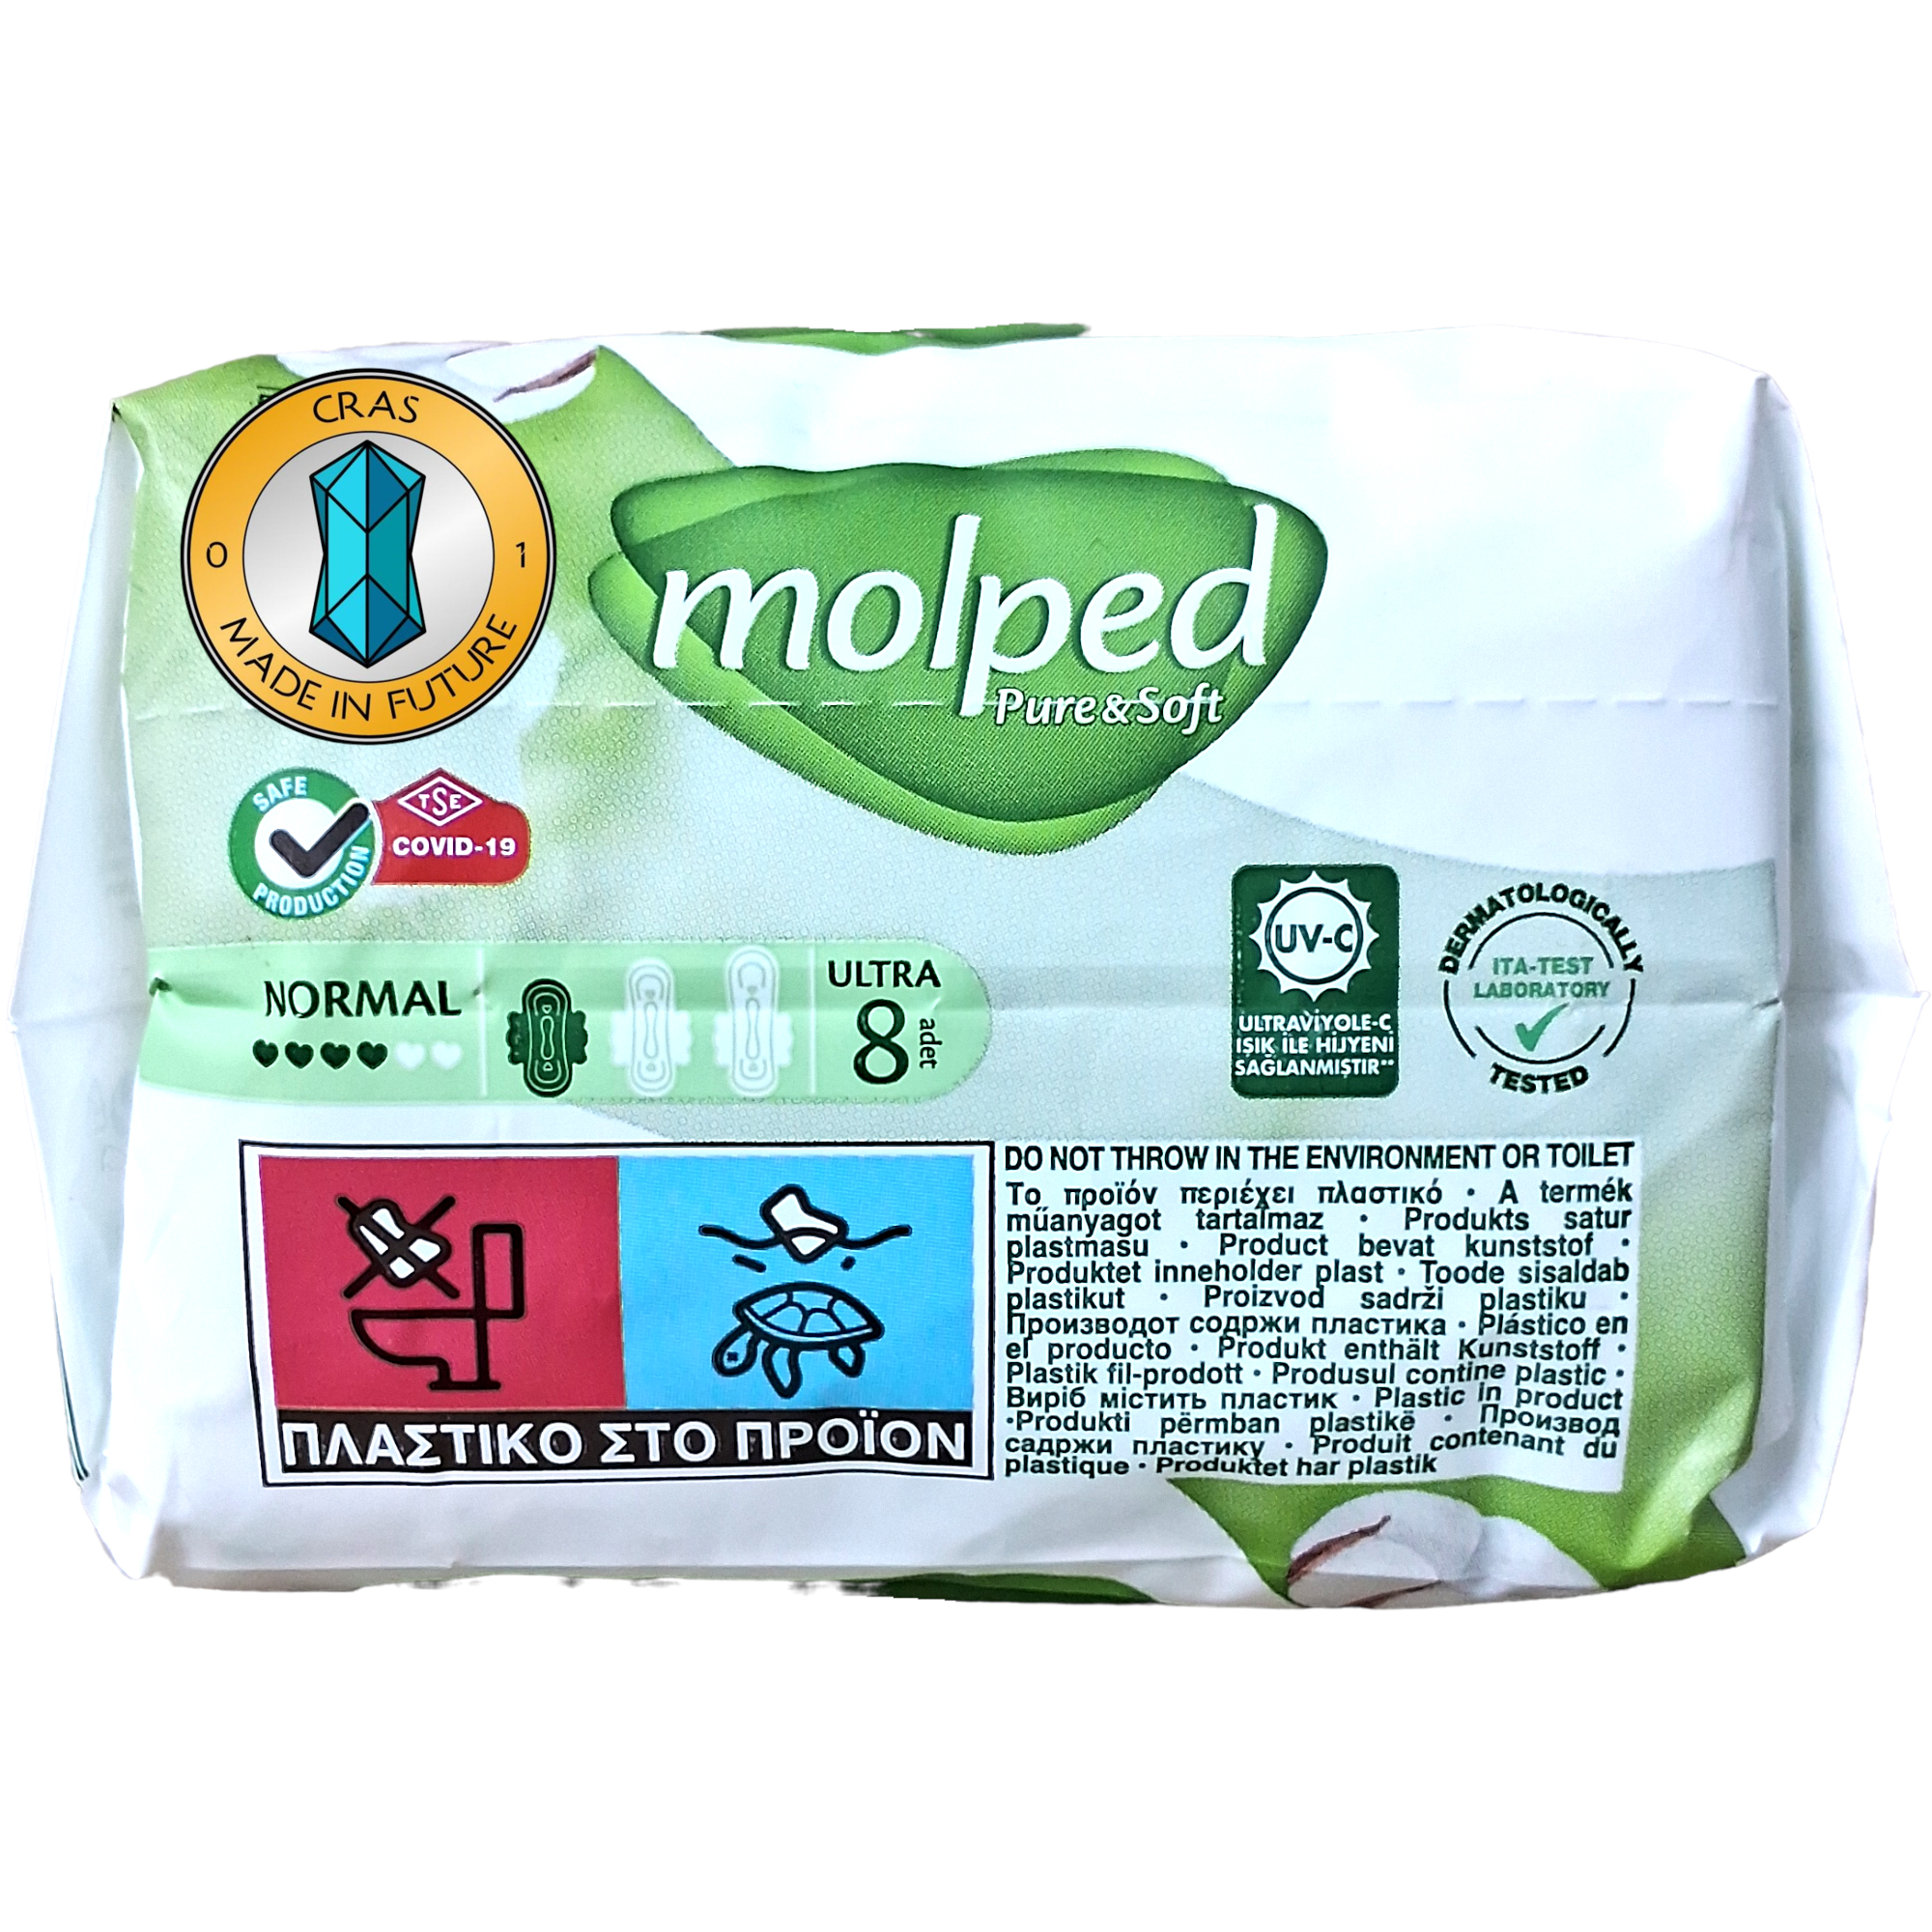 CRAS
0 1
MADE IN FUTURE
molped
Pure&Soft
SAFE
PRODUCTION
TSE
COVID-19
NORMAL
ULTRA
8 adet
UV-C
ULTRAVİYOLE-C
IŞIK İLE HİJYENİ
SAĞLANMIŞTIR**
DERMATOLOGICALLY
ITA-TEST
LABORATORY
TESTED
ΠΛΑΣΤΙΚΟ ΣΤΟ ΠΡΟΪΟΝ
DO NOT THROW IN THE ENVIRONMENT OR TOILET
Το προϊόν περιέχει πλαστικό • A termék
műanyagot tartalmaz • Produkts satur
plastmasu • Product bevat kunststof •
Produktet inneholder plast • Toode sisaldab
plastikut • Proizvod sadrži plastiku •
Производот содржи пластика • Plástico en
el producto • Produkt enthält Kunststoff •
Plastik fil-prodott • Produsul contine plastic •
Виріб містить пластик • Plastic in product
•Produkti përmban plastikë • Производ
садржи пластику • Produit contenant du
plastique • Produktet har plastik